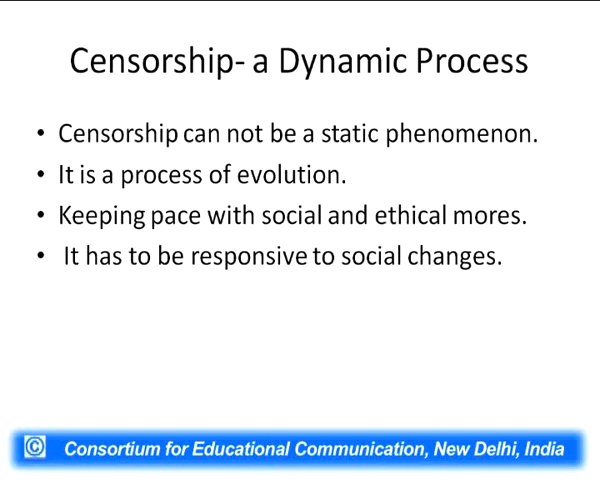 Censorship- a Dynamic Process
• Censorship can not be a static phenomenon.
• It is a process of evolution.
• Keeping pace with social and ethical mores.
• It has to be responsive to social changes.
© Consortium for Educational Communication, New Delhi, India